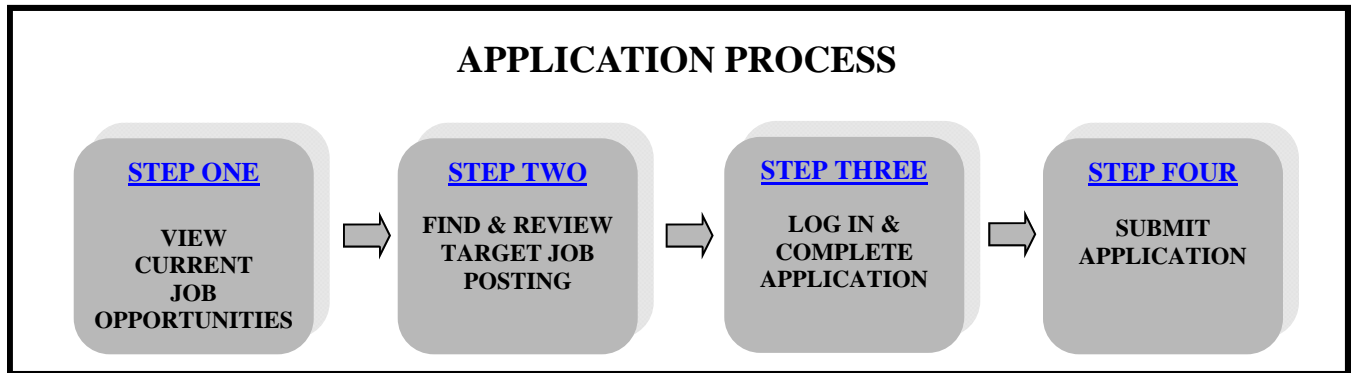 APPLICATION PROCESS
STEP ONE
VIEW
CURRENT
JOB
OPPORTUNITIES
STEP TWO
FIND & REVIEW
TARGET JOB
POSTING
STEP THREE
LOG IN &
COMPLETE
APPLICATION
STEP FOUR
SUBMIT
APPLICATION